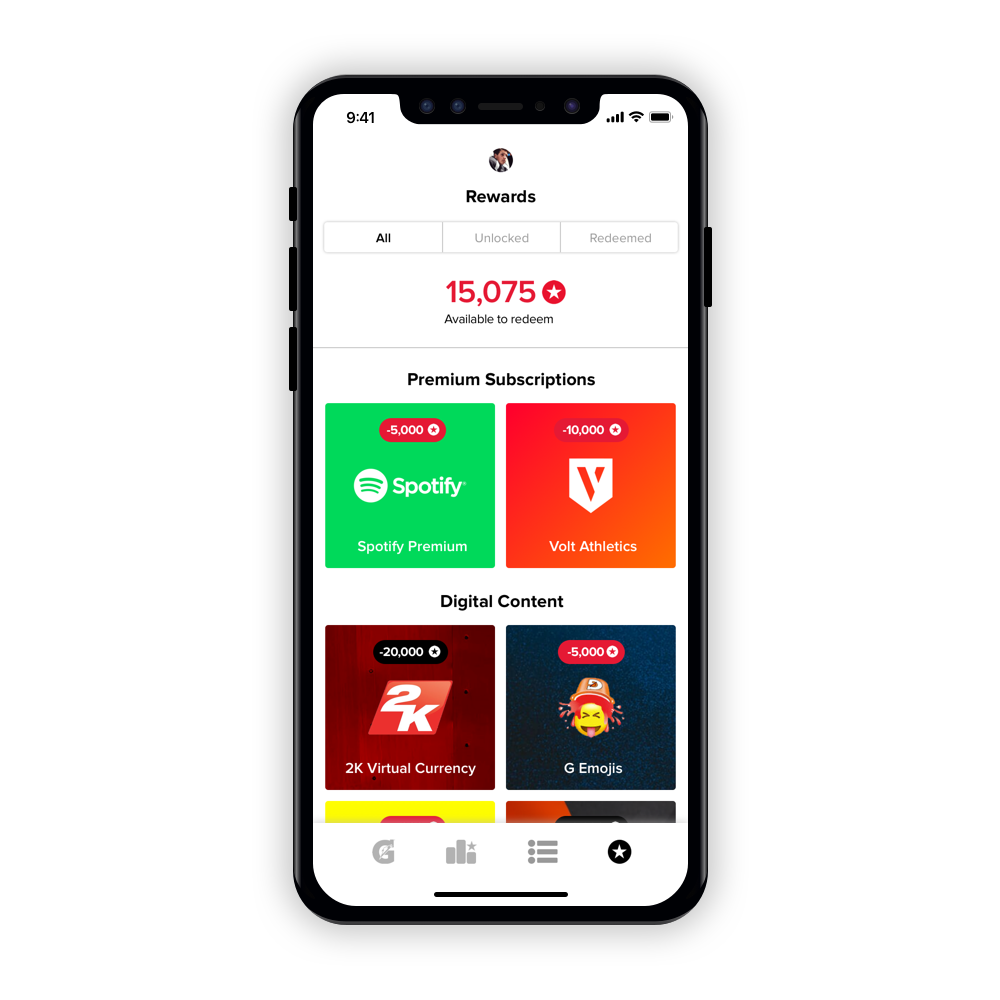 9:41
Rewards
All Unlocked Redeemed
15,075
Available to redeem
Premium Subscriptions
-5,000 -10,000
Spotify V
Spotify Premium Volt Athletics
Digital Content
-20,000 -5,000
2K
2K Virtual Currency G Emojis
G